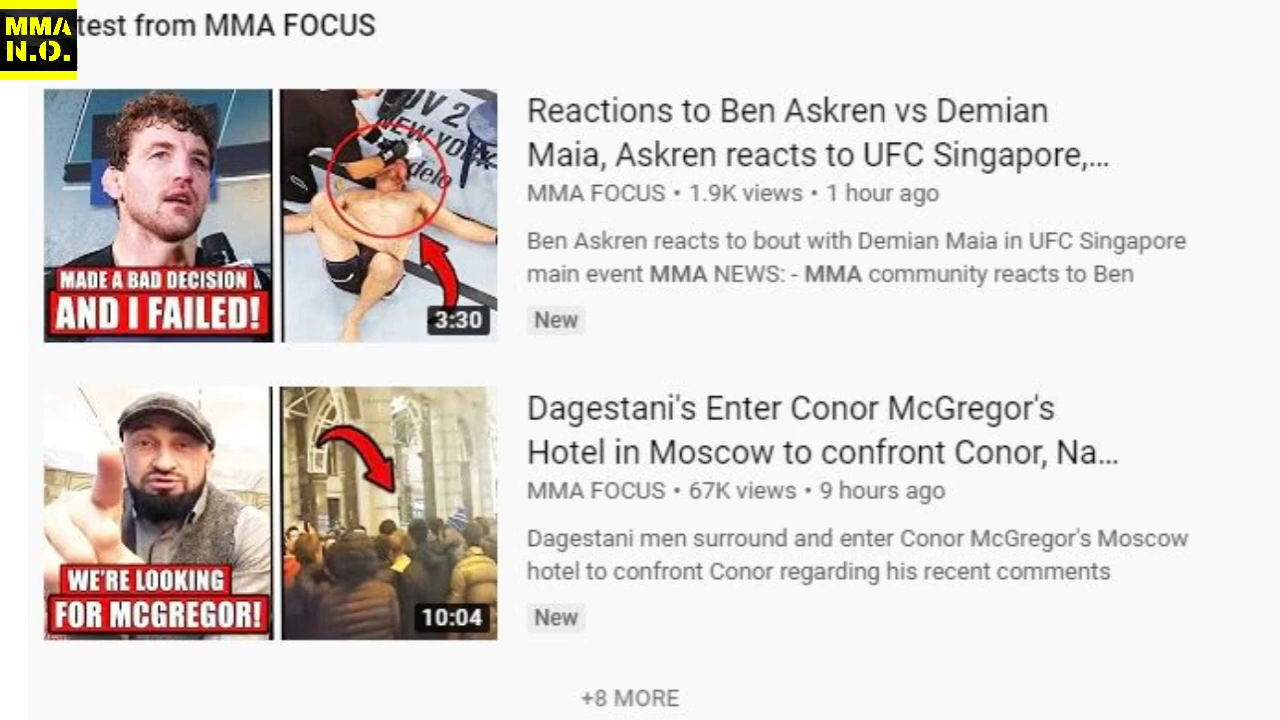 MMA
N.O.
test from MMA FOCUS
MADE A BAD DECISION
AND I FAILED!
NEW YORK
3:30
Reactions to Ben Askren vs Demian
Maia, Askren reacts to UFC Singapore,...
MMA FOCUS • 1.9K views • 1 hour ago
Ben Askren reacts to bout with Demian Maia in UFC Singapore
main event MMA NEWS: - MMA community reacts to Ben
New
WE'RE LOOKING
FOR MCGREGOR!
10:04
Dagestani's Enter Conor McGregor's
Hotel in Moscow to confront Conor, Na...
MMA FOCUS • 67K views • 9 hours ago
Dagestani men surround and enter Conor McGregor's Moscow
hotel to confront Conor regarding his recent comments
New
+8 MORE